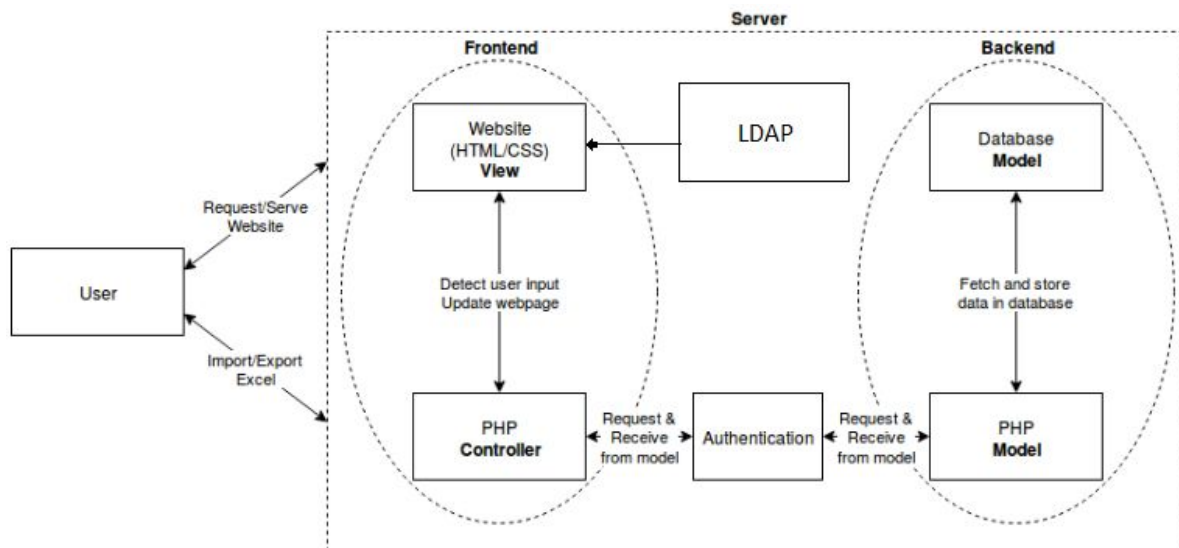 Server
Frontend
Backend
Website
(HTML/CSS)
View
LDAP
Database
Model
Request/Serve
Website
User
Detect user input
Update webpage
Fetch and store
data in database
Import/Export
Excel
PHP
Controller
Request &
Receive
from model
Authentication
Request &
Receive
from model
PHP
Model